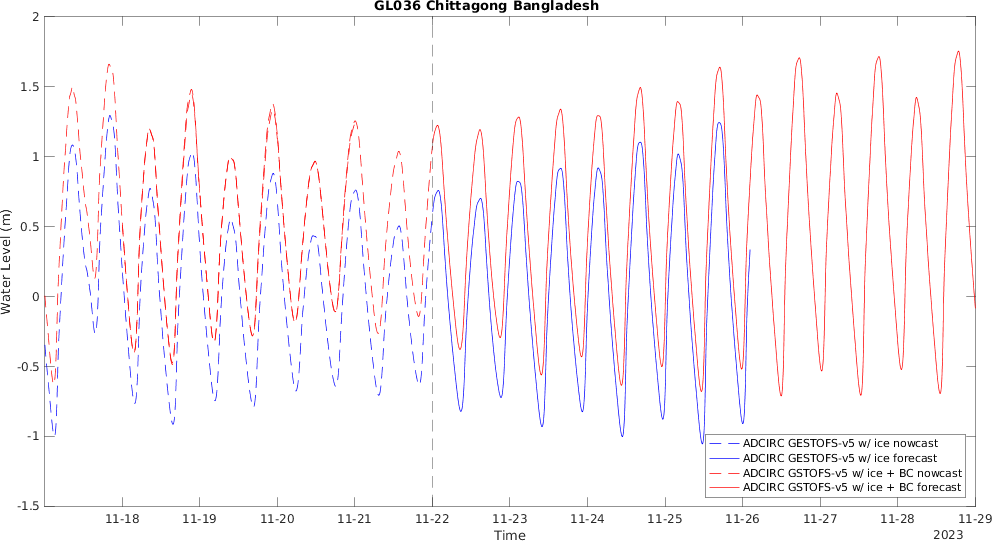 GL036 Chittagong Bangladesh
2
1.5
1
0.5
0
-0.5
-1
-1.5
Water Level (m)
ADCIRC GESTOFS-v5 w/ ice nowcast
ADCIRC GESTOFS-v5 w/ ice forecast
ADCIRC GSTOFS-v5 w/ ice + BC nowcast
ADCIRC GSTOFS-v5 w/ ice + BC forecast
11-18 11-19 11-20 11-21 11-22 11-23 11-24 11-25 11-26 11-27 11-28 11-29
Time
2023